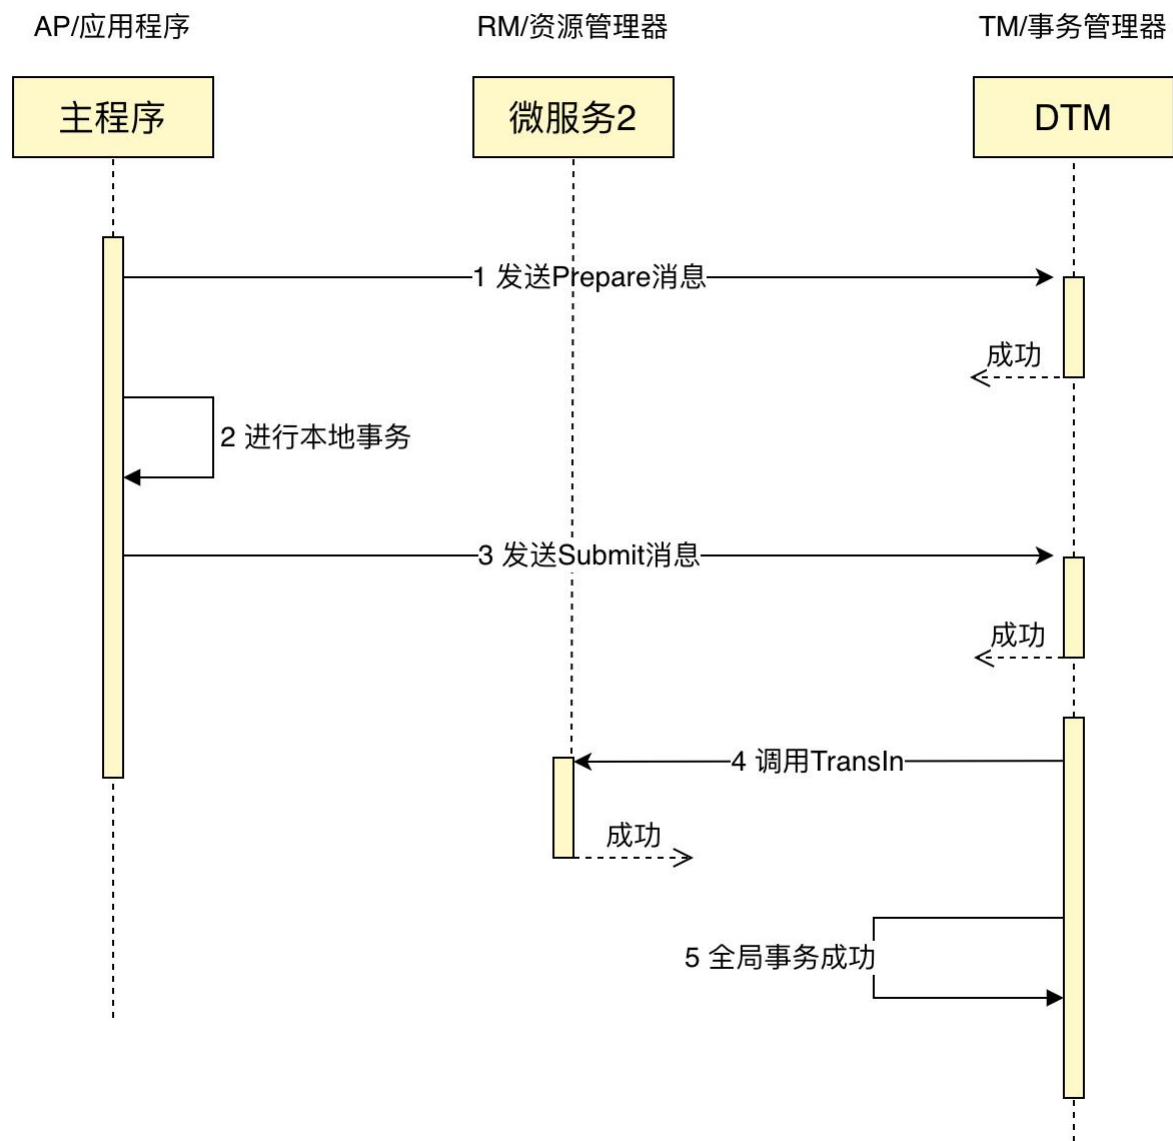 AP/应用程序
RM/资源管理器
TM/事务管理器
主程序
微服务2
DTM
1 发送Prepare消息
成功
2 进行本地事务
3 发送Submit消息
成功
4 调用TransIn
成功
5 全局事务成功